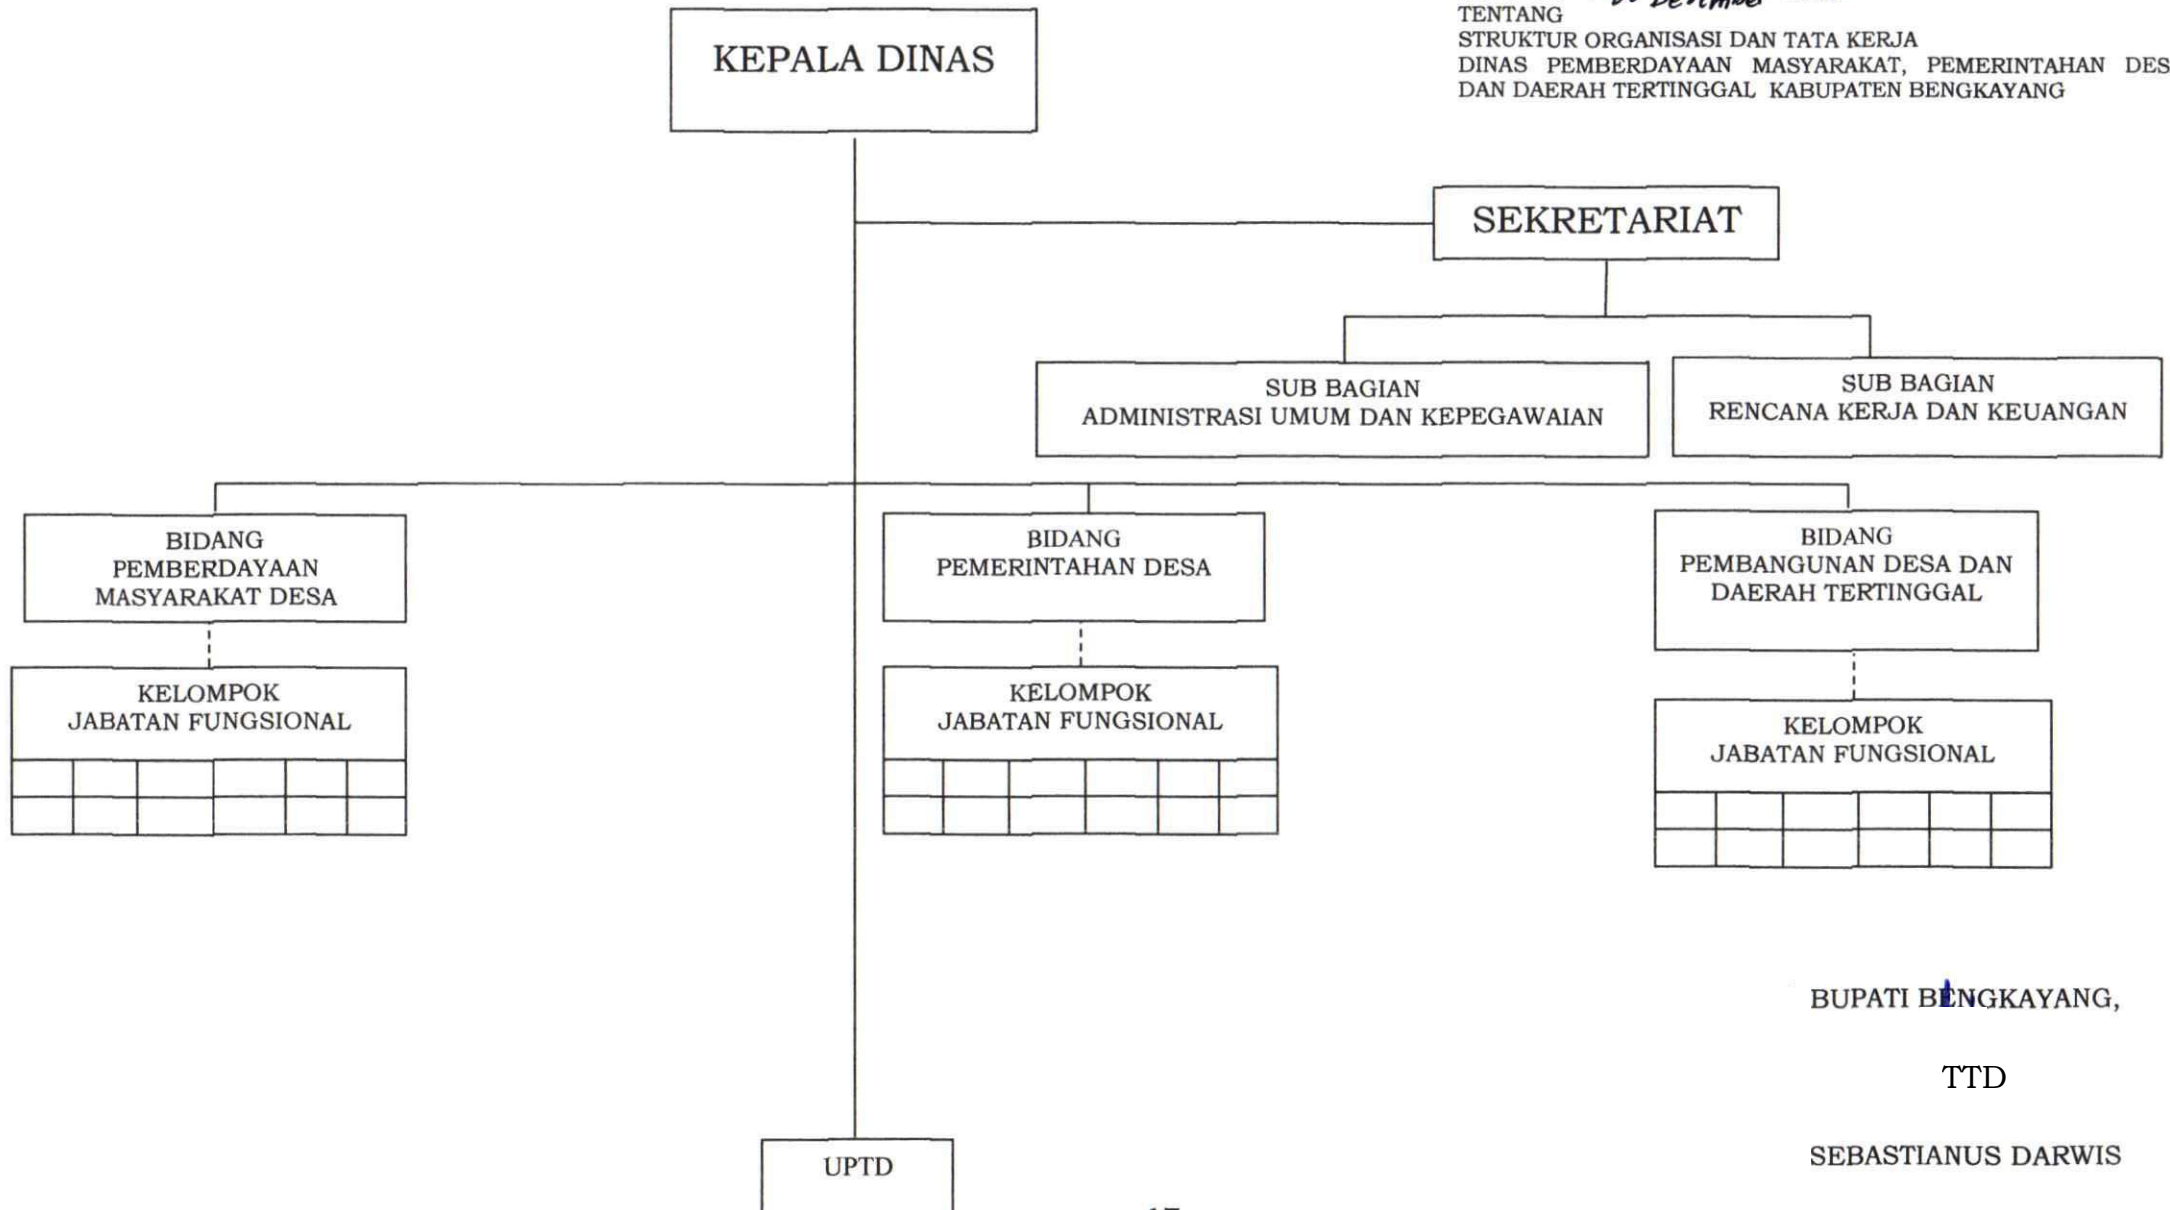 Desember
TENTANG
STRUKTUR ORGANISASI DAN TATA KERJA
DINAS PEMBERDAYAAN MASYARAKAT, PEMERINTAHAN DES
DAN DAERAH TERTINGGAL KABUPATEN BENGKAYANG
KEPALA DINAS
SEKRETARIAT
SUB BAGIAN
ADMINISTRASI UMUM DAN KEPEGAWAIAN
SUB BAGIAN
RENCANA KERJA DAN KEUANGAN
BIDANG
PEMBERDAYAAN
MASYARAKAT DESA
BIDANG
PEMERINTAHAN DESA
BIDANG
PEMBANGUNAN DESA DAN
DAERAH TERTINGGAL
KELOMPOK
JABATAN FUNGSIONAL
KELOMPOK
JABATAN FUNGSIONAL
KELOMPOK
JABATAN FUNGSIONAL
UPTD
BUPATI BENGKAYANG,
TTD
SEBASTIANUS DARWIS